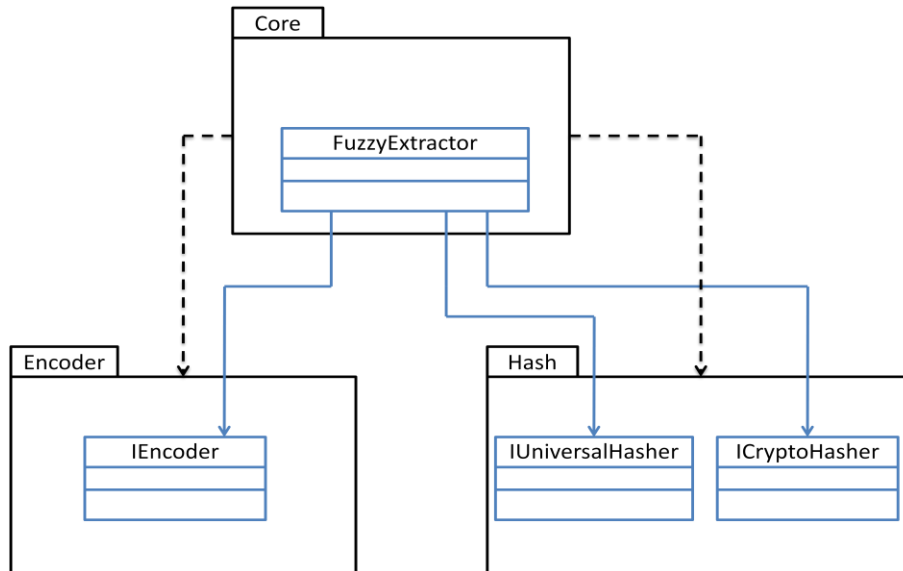 Core
FuzzyExtractor
Encoder
Hash
IEncoder
IUniversalHasher
ICryptoHasher